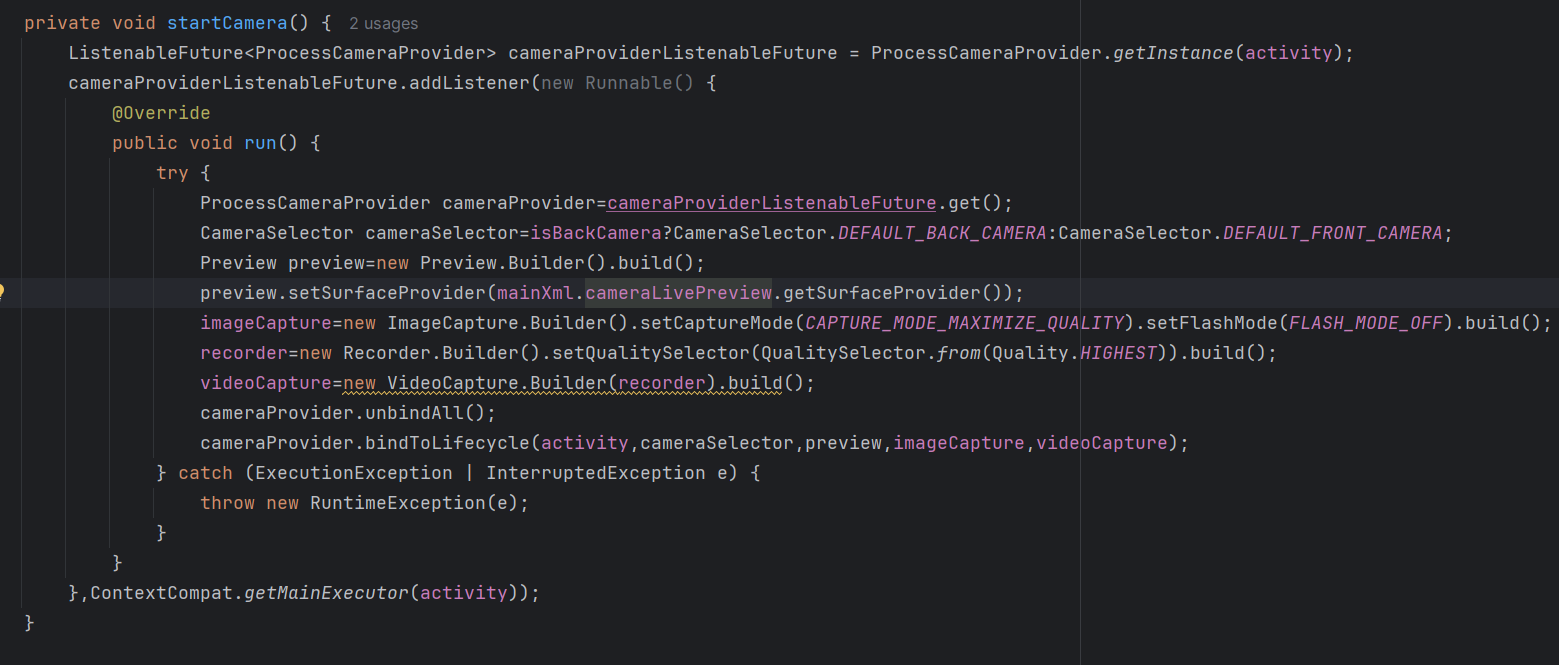 private void startCamera() { 2 usages
ListenableFuture<ProcessCameraProvider> cameraProviderListenableFuture = ProcessCameraProvider.getInstance(activity);
cameraProviderListenableFuture.addListener(new Runnable() {
@Override
public void run() {
try {
ProcessCameraProvider cameraProvider=cameraProviderListenableFuture.get();
CameraSelector cameraSelector=isBackCamera?CameraSelector.DEFAULT_BACK_CAMERA:CameraSelector.DEFAULT_FRONT_CAMERA;
Preview preview=new Preview.Builder().build();
preview.setSurfaceProvider(mainXml.cameraLivePreview.getSurfaceProvider());
imageCapture=new ImageCapture.Builder().setCaptureMode(CAPTURE_MODE_MAXIMIZE_QUALITY).setFlashMode(FLASH_MODE_OFF).build();
recorder=new Recorder.Builder().setQualitySelector(QualitySelector.from(Quality.HIGHEST)).build();
videoCapture=new VideoCapture.Builder(recorder).build();
cameraProvider.unbindAll();
cameraProvider.bindToLifecycle(activity,cameraSelector,preview,imageCapture,videoCapture);
} catch (ExecutionException | InterruptedException e) {
throw new RuntimeException(e);
}
}
},ContextCompat.getMainExecutor(activity));
}